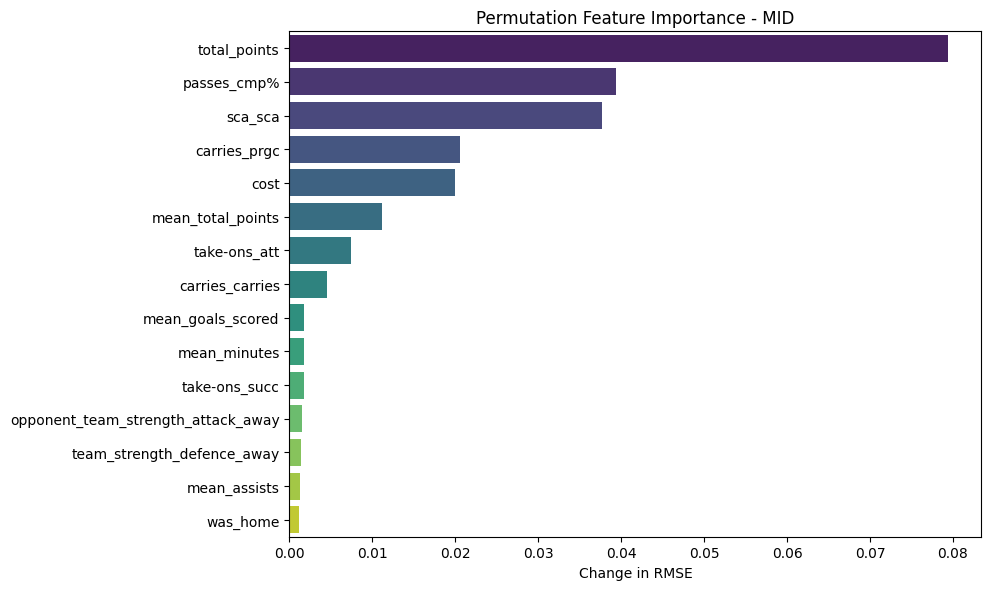 Permutation Feature Importance - MID
total_points
passes_cmp%
sca_sca
carries_prgc
cost
mean_total_points
take-ons_att
carries_carries
mean_goals_scored
mean_minutes
take-ons_succ
opponent_team_strength_attack_away
team_strength_defence_away
mean_assists
was_home
0.00 0.01 0.02 0.03 0.04 0.05 0.06 0.07 0.08
Change in RMSE